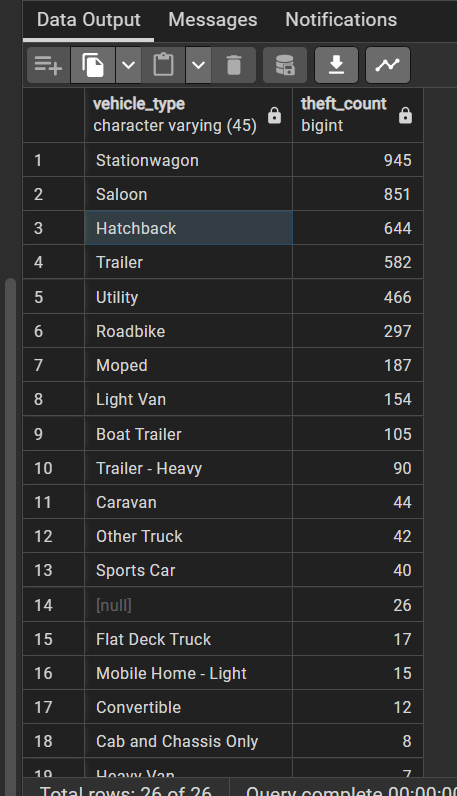 Data Output Messages Notifications
vehicle_type theft_count
character varying (45) bigint
1 Stationwagon 945
2 Saloon 851
3 Hatchback 644
4 Trailer 582
5 Utility 466
6 Roadbike 297
7 Moped 187
8 Light Van 154
9 Boat Trailer 105
10 Trailer - Heavy 90
11 Caravan 44
12 Other Truck 42
13 Sports Car 40
14 [null] 26
15 Flat Deck Truck 17
16 Mobile Home - Light 15
17 Convertible 12
18 Cab and Chassis Only 8
19 Heavy Van 7
Total rows: 26 of 26 Query complete 00:00:00